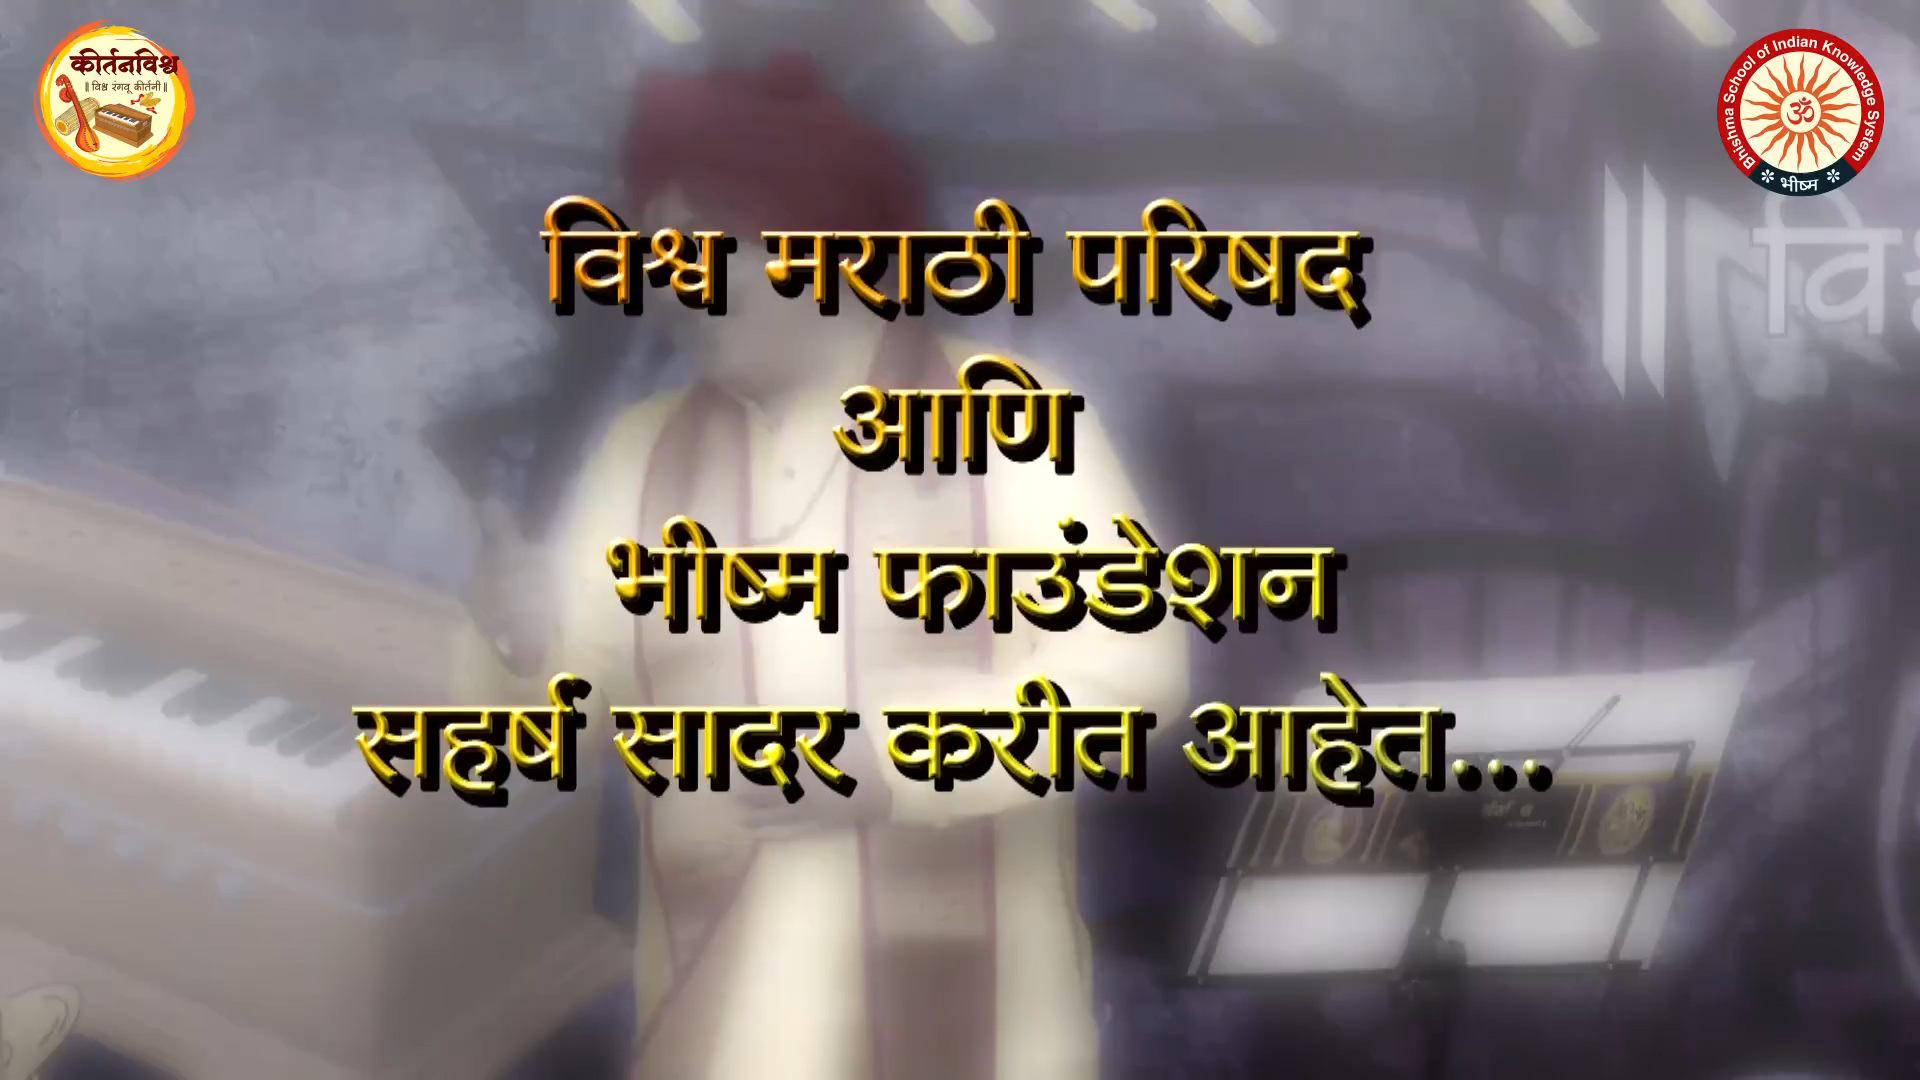 कीर्तनविश्व
॥ विश्व रंगवू कीर्तनी ॥
Bhishma School of Indian Knowledge System
* भीष्म *
विश्व मराठी परिषद
आणि
भीष्म फाउंडेशन
सहर्ष सादर करीत आहेत...